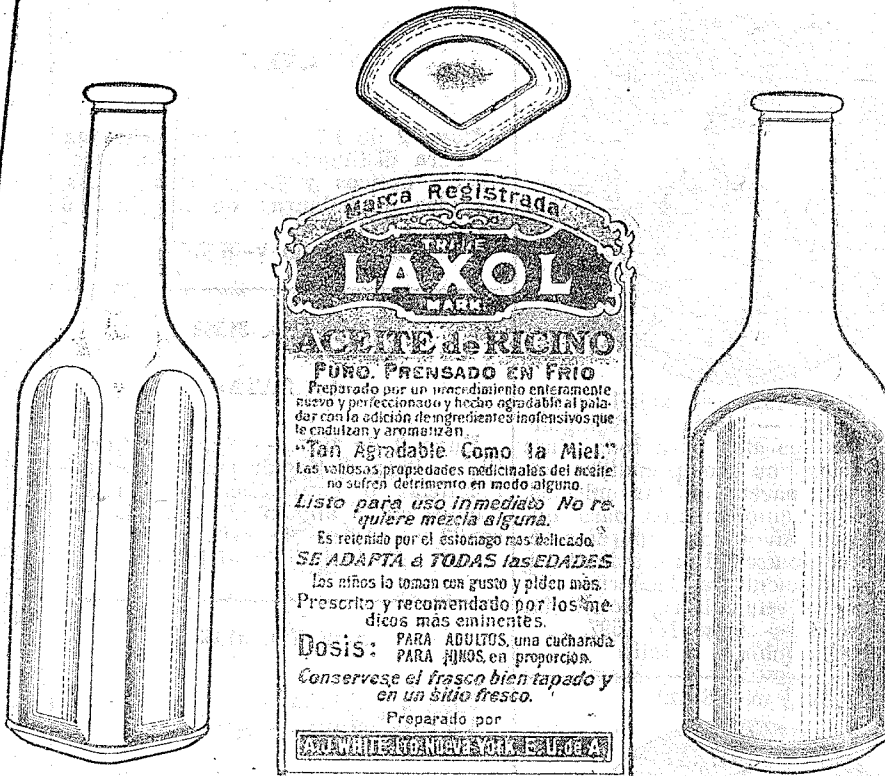 Marca Registrada
TRADE
LAXOL
MARK
ACEITE de RICINO
PURO. PRENSADO EN FRIO
Preparado por un procedimiento enteramente
nuevo y perfeccionado y hecho agradable al pala-
dar con la adición de ingredientes inofensivos que
le endulzan y aromatizan
"Tan Agradable Como la Miel."
Las valiosas propiedades medicinales del aceite
no sufren detrimento en modo alguno.
Listo para uso inmediato No re-
quiere mezcla alguna.
Es retenido por el estomago mas delicado.
SE ADAPTA á TODAS las EDADES
los niños lo toman con gusto y piden más.
Prescrito y recomendado por los mé-
dicos más eminentes.
Dosis: PARA ADULTOS, una cucharada
PARA NIÑOS, en proporción.
Conservese el frasco bien tapado y
en un sitio fresco.
Preparado por
WHITE Lto. NUEVA YORK. E. U. de A.